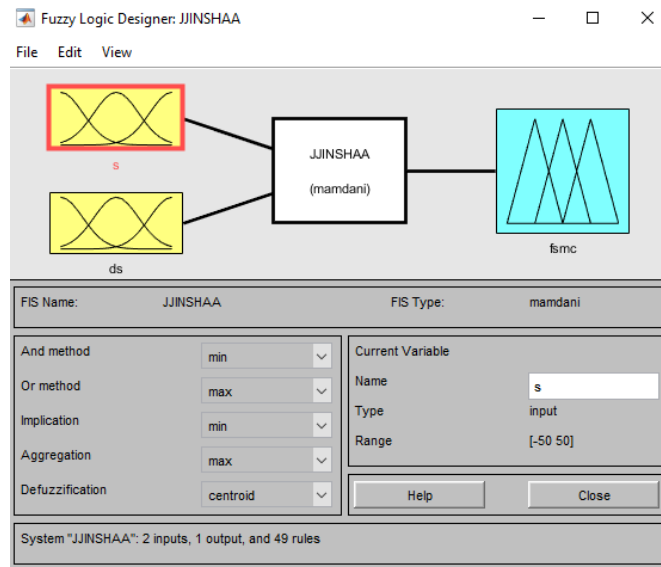 Fuzzy Logic Designer: JJINSHAA
File Edit View
s
ds
JJINSHAA
(mamdani)
fsmc
FIS Name: JJINSHAA FIS Type: mamdani
And method min
Or method max
Implication min
Aggregation max
Defuzzification centroid
Current Variable
Name s
Type input
Range [-50 50]
Help Close
System "JJINSHAA": 2 inputs, 1 output, and 49 rules